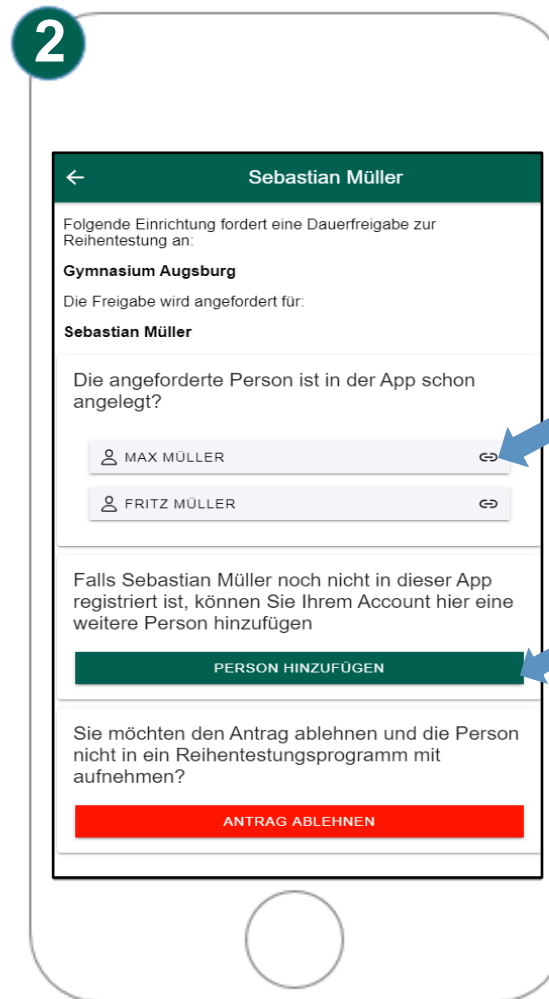 2
Sebastian Müller
Folgende Einrichtung fordert eine Dauerfreigabe zur
Reihentestung an:
Gymnasium Augsburg
Die Freigabe wird angefordert für:
Sebastian Müller
Die angeforderte Person ist in der App schon
angelegt?
MAX MÜLLER
FRITZ MÜLLER
Falls Sebastian Müller noch nicht in dieser App
registriert ist, können Sie Ihrem Account hier eine
weitere Person hinzufügen
PERSON HINZUFÜGEN
Sie möchten den Antrag ablehnen und die Person
nicht in ein Reihentestungsprogramm mit
aufnehmen?
ANTRAG ABLEHNEN